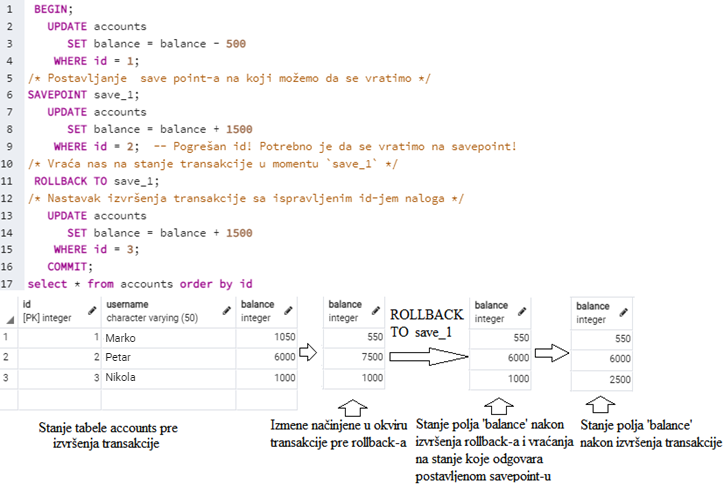 1 BEGIN;
2 UPDATE accounts
3 SET balance = balance - 500
4 WHERE id = 1;
5 /* Postavljanje save point-a na koji možemo da se vratimo */
6 SAVEPOINT save_1;
7 UPDATE accounts
8 SET balance = balance + 1500
9 WHERE id = 2; -- Pogrešan id! Potrebno je da se vratimo na savepoint!
10 /* Vraća nas na stanje transakcije u momentu `save_1` */
11 ROLLBACK TO save_1;
12 /* Nastavak izvršenja transakcije sa ispravljenim id-jem naloga */
13 UPDATE accounts
14 SET balance = balance + 1500
15 WHERE id = 3;
16 COMMIT;
17 select * from accounts order by id
id username balance
[PK] integer character varying (50) integer
1 1 Marko 1050
2 2 Petar 6000
3 3 Nikola 1000
balance
integer
550
7500
1000
ROLLBACK
TO save_1
balance
integer
550
6000
1000
balance
integer
550
6000
2500
Stanje tabele accounts pre
izvršenja transakcije
Izmene načinjene u okviru
transakcije pre rollback-a
Stanje polja 'balance' nakon
izvršenja rollback-a i vraćanja
na stanje koje odgovara
postavljenom savepoint-u
Stanje polja 'balance'
nakon izvršenja transakcije